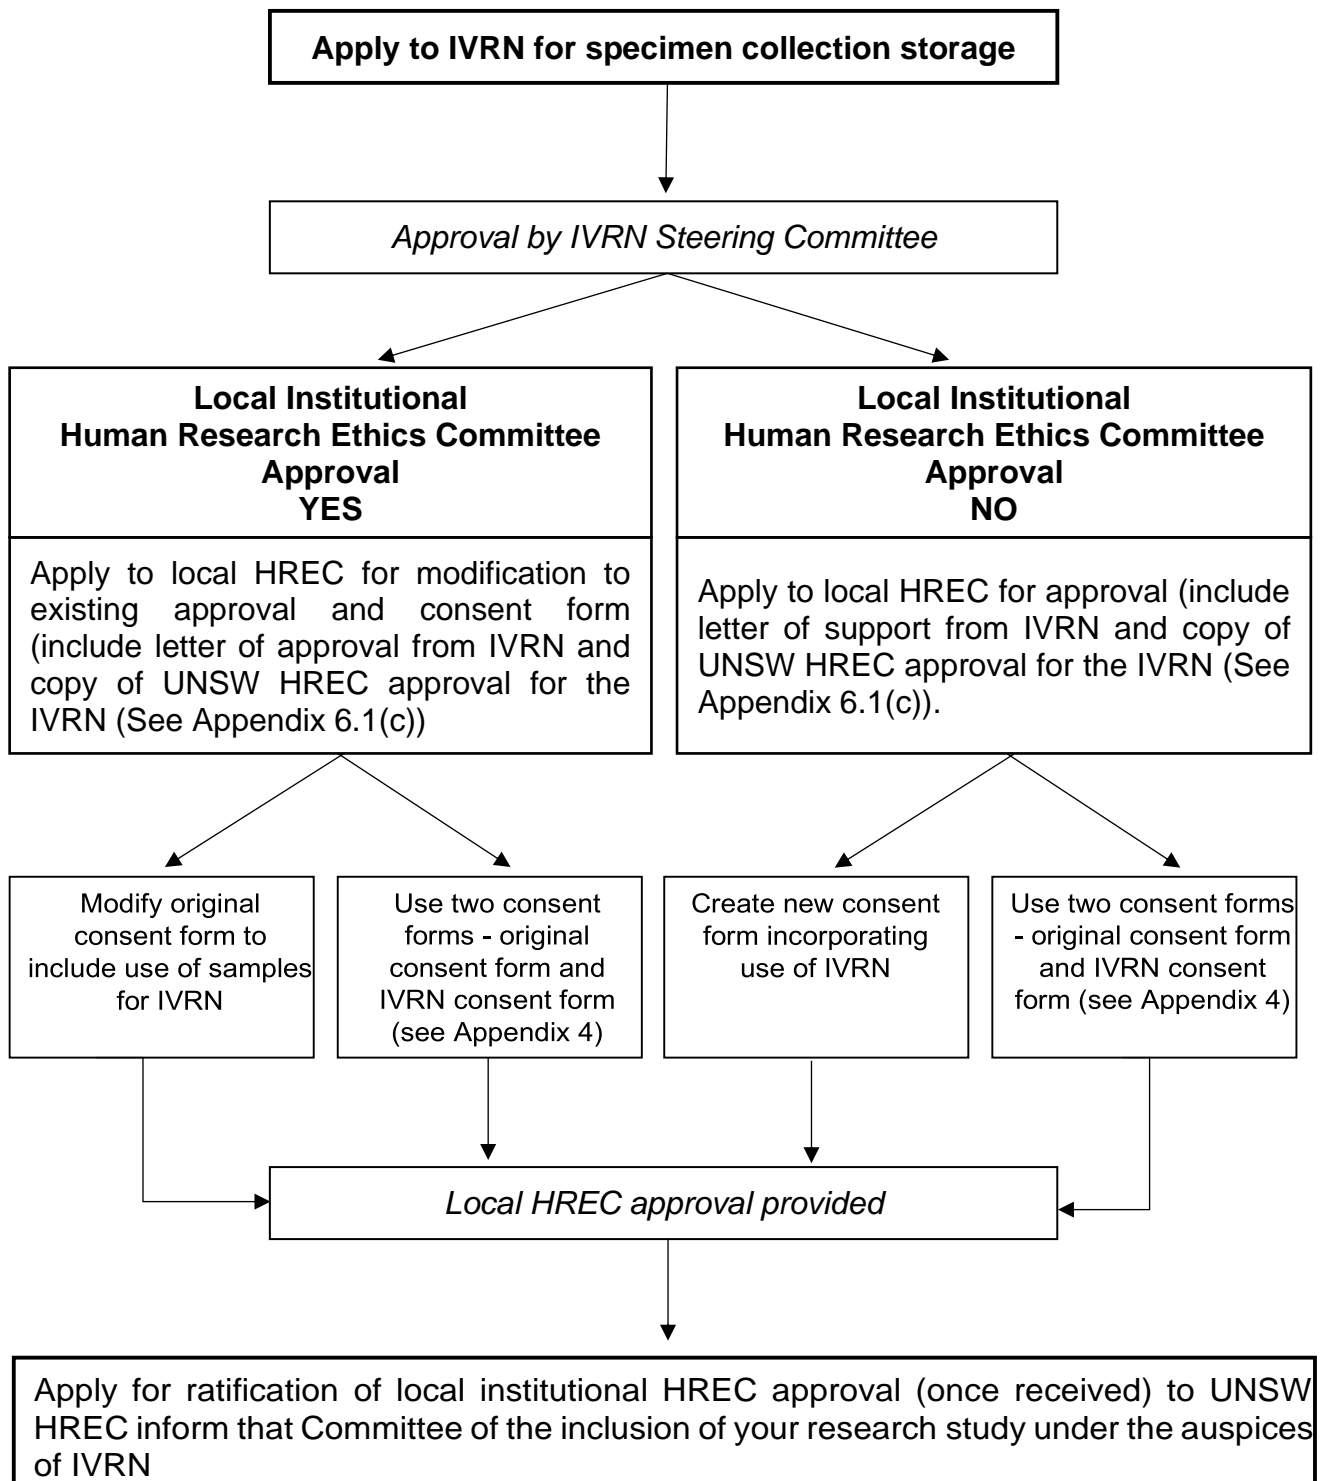 Apply to IVRN for specimen collection storage
Approval by IVRN Steering Committee
Local Institutional
Human Research Ethics Committee
Approval
YES
Apply to local HREC for modification to
existing approval and consent form
(include letter of approval from IVRN and
copy of UNSW HREC approval for the
IVRN (See Appendix 6.1(c))
Local Institutional
Human Research Ethics Committee
Approval
NO
Apply to local HREC for approval (include
letter of support from IVRN and copy of
UNSW HREC approval for the IVRN (See
Appendix 6.1(c)).
Modify original
consent form to
include use of samples
for IVRN
Use two consent
forms - original
consent form and
IVRN consent form
(see Appendix 4)
Create new consent
form incorporating
use of IVRN
Use two consent forms
- original consent form
and IVRN consent
form (see Appendix 4)
Local HREC approval provided
Apply for ratification of local institutional HREC approval (once received) to UNSW
HREC inform that Committee of the inclusion of your research study under the auspices
of IVRN